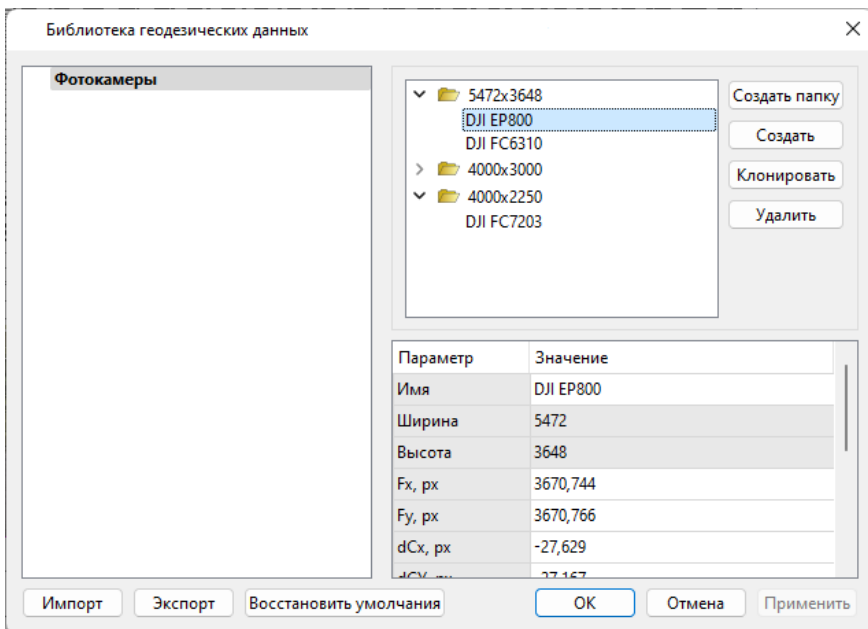 Библиотека геодезических данных
Фотокамеры
5472x3648
DJI EP800
DJI FC6310
4000x3000
4000x2250
DJI FC7203
Создать папку
Создать
Клонировать
Удалить
Параметр Значение
Имя DJI EP800
Ширина 5472
Высота 3648
Fx, px 3670,744
Fy, px 3670,766
dCx, px -27,629
Импорт Экспорт Восстановить умолчания OK Отмена Применить